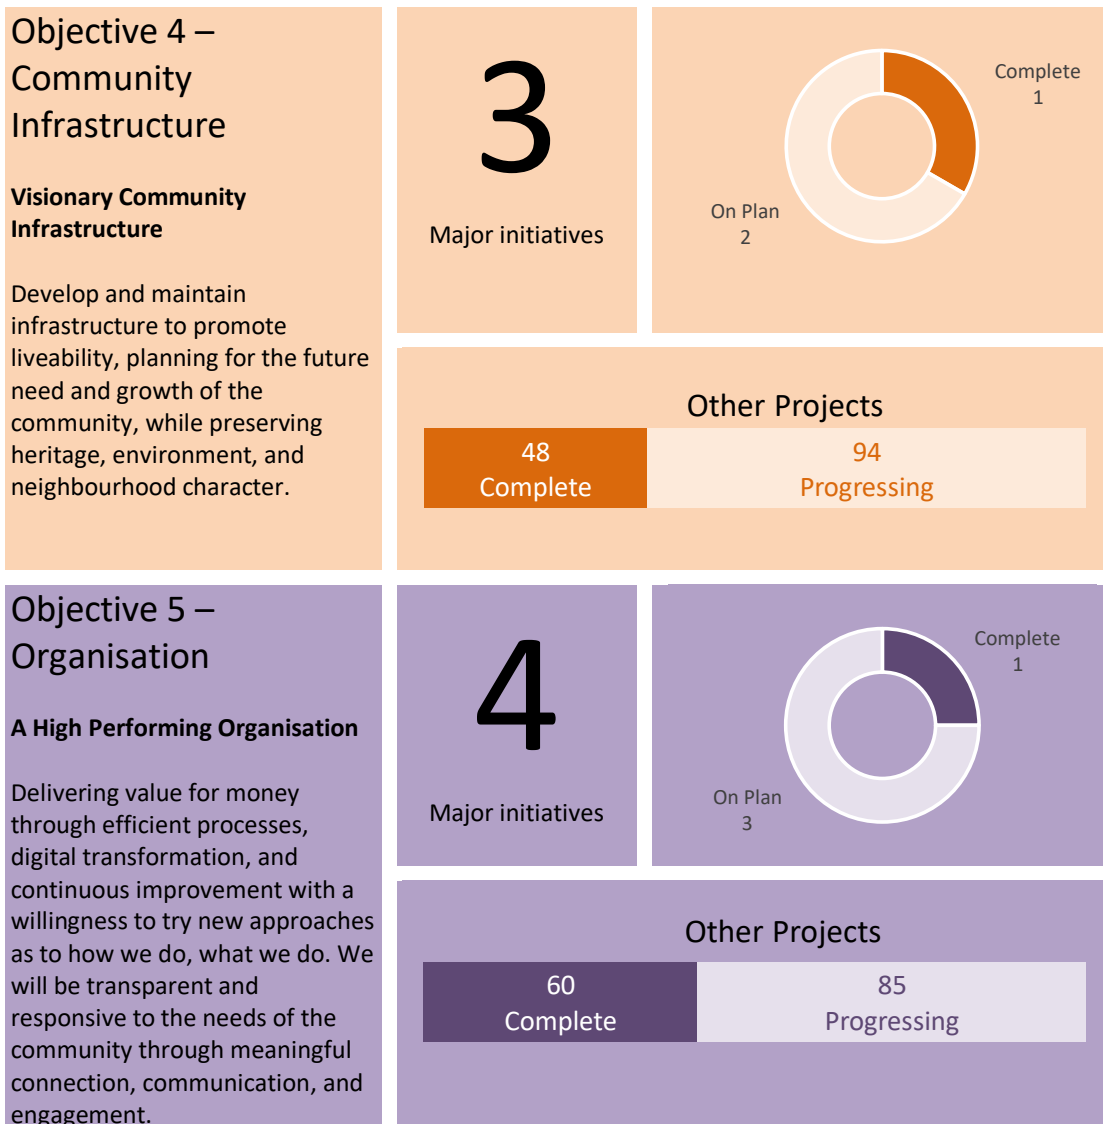 Objective 4 –
Community
Infrastructure
Visionary Community
Infrastructure
Develop and maintain
infrastructure to promote
liveability, planning for the future
need and growth of the
community, while preserving
heritage, environment, and
neighbourhood character.
3
Major initiatives
Complete
1
On Plan
2
Other Projects
48
Complete
94
Progressing
Objective 5 –
Organisation
A High Performing Organisation
Delivering value for money
through efficient processes,
digital transformation, and
continuous improvement with a
willingness to try new approaches
as to how we do, what we do. We
will be transparent and
responsive to the needs of the
community through meaningful
connection, communication, and
engagement.
4
Major initiatives
Complete
1
On Plan
3
Other Projects
60
Complete
85
Progressing